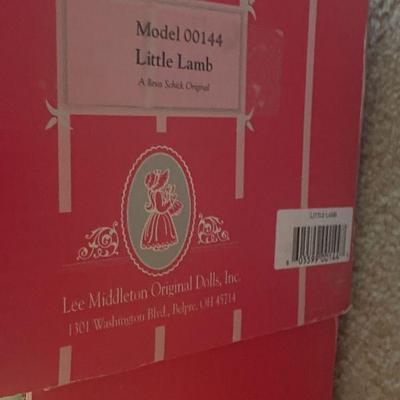 Model 00144
Little Lamb
A Reva Schick Original
LITTLE LAMB
Lee Middleton Original Dolls, Inc.
1301 Washington Blvd., Belpre, OH 45714